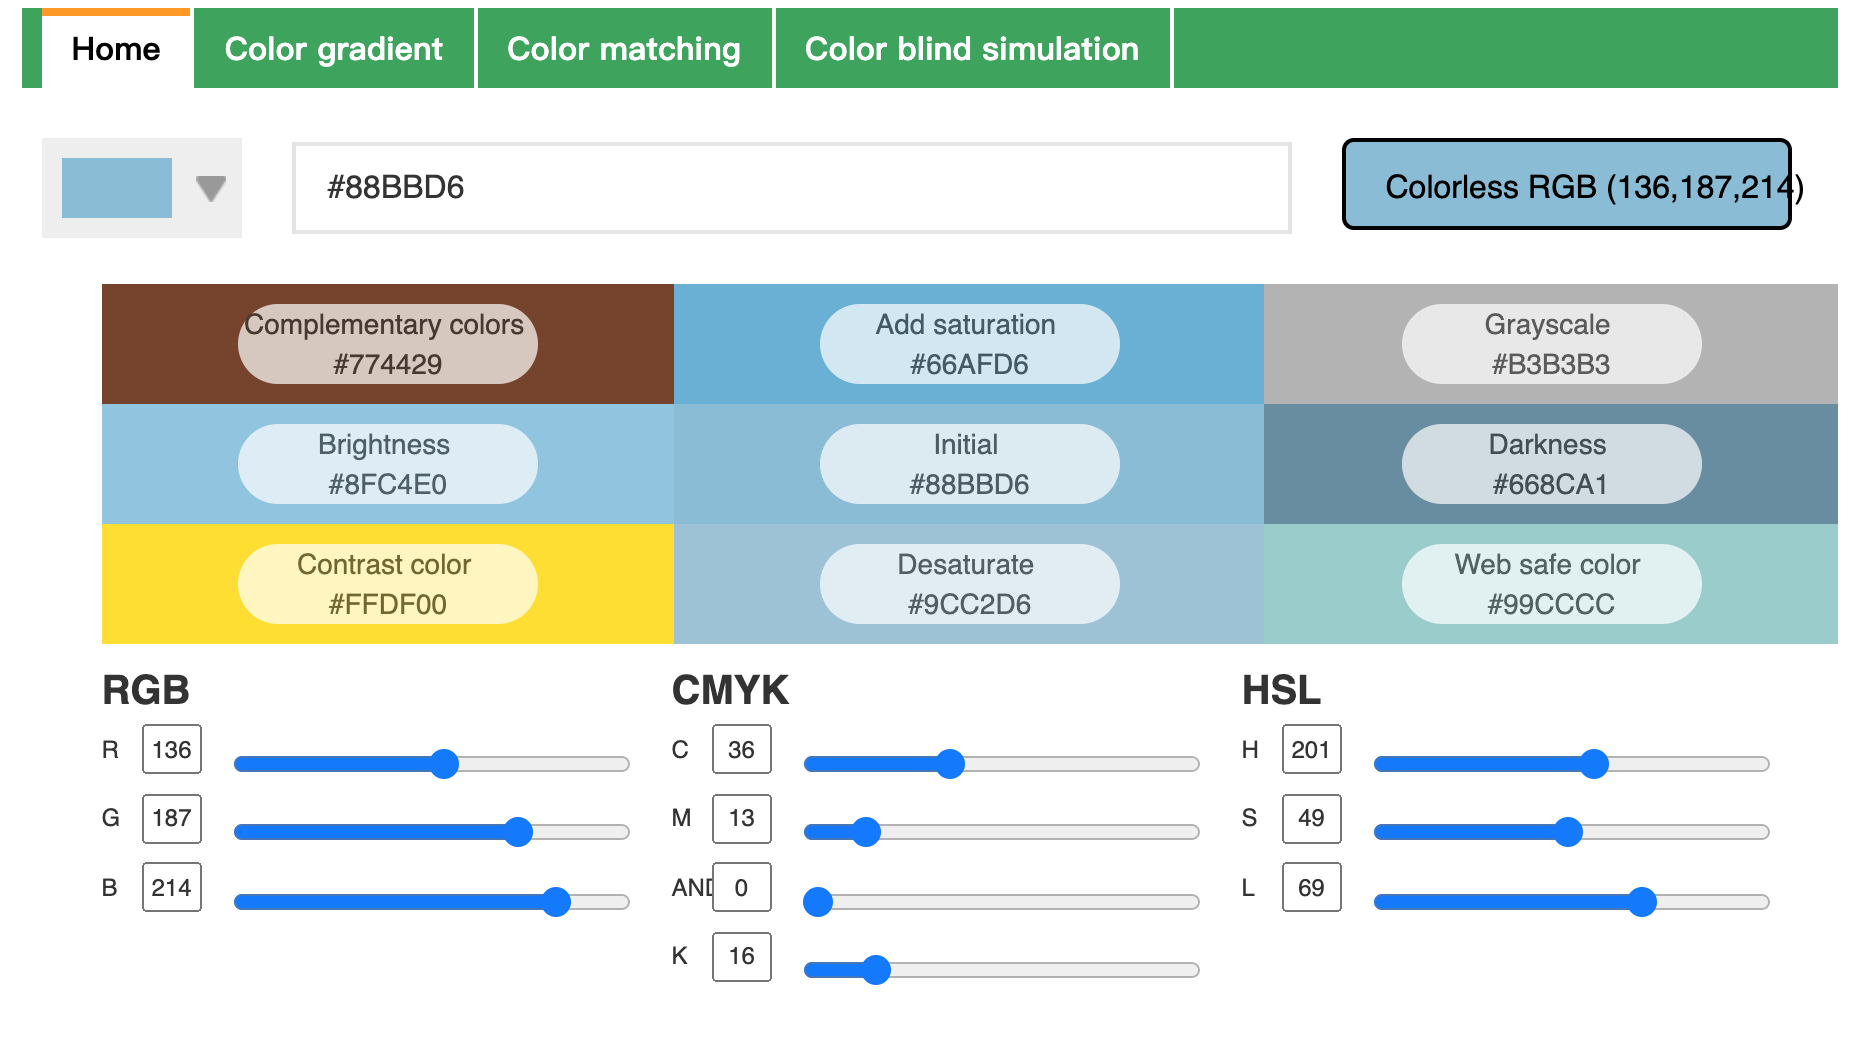 Home Color gradient Color matching Color blind simulation
#88BBD6 Colorless RGB (136,187,214)
Complementary colors Add saturation Grayscale
#774429 #66AFD6 #B3B3B3
Brightness Initial Darkness
#8FC4E0 #88BBD6 #668CA1
Contrast color Desaturate Web safe color
#FFDF00 #9CC2D6 #99CCCC
RGB CMYK HSL
R 136 C 36 H 201
G 187 M 13 S 49
B 214 AND 0 L 69
K 16